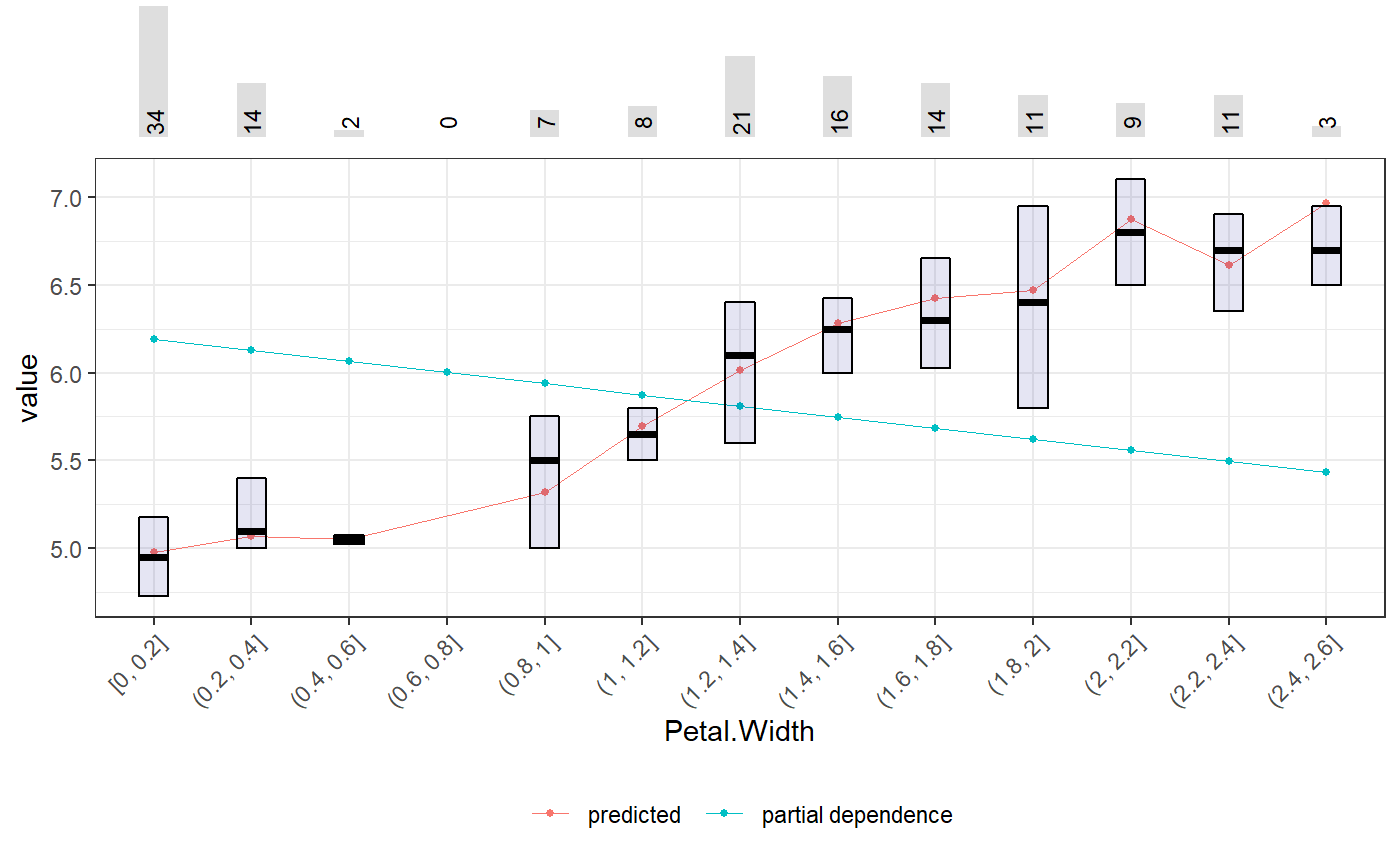 34 14 2 0 7 8 21 16 14 11 9 11 3
7.0
6.5
6.0
5.5
5.0
value
[0, 0.2] (0.2, 0.4] (0.4, 0.6] (0.6, 0.8] (0.8, 1] (1, 1.2] (1.2, 1.4] (1.4, 1.6] (1.6, 1.8] (1.8, 2] (2, 2.2] (2.2, 2.4] (2.4, 2.6]
Petal.Width
predicted partial dependence